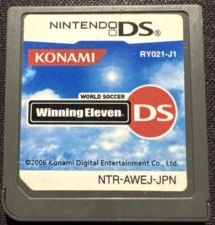 NINTENDO DS
KONAMI
RY021-J1
WORLD SOCCER
Winning Eleven DS
©2006 Konami Digital Entertainment Co., Ltd.
NTR-AWEJ-JPN